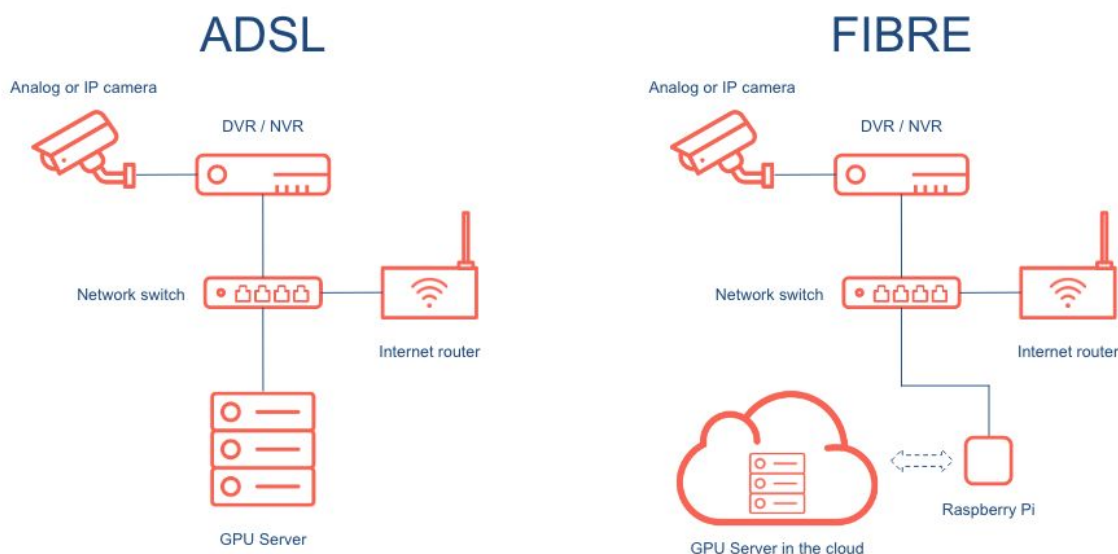 ADSL
Analog or IP camera
DVR / NVR
Network switch
Internet router
GPU Server
FIBRE
Analog or IP camera
DVR / NVR
Network switch
Internet router
Raspberry Pi
GPU Server in the cloud